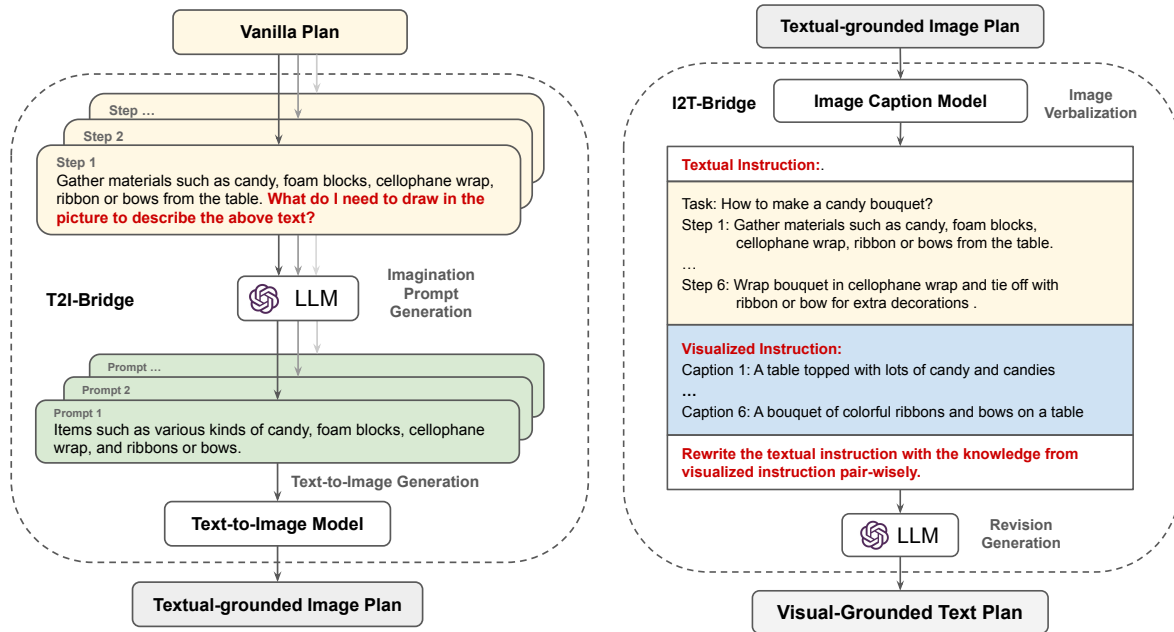 Vanilla Plan
Step …
Step 2
Step 1
Gather materials such as candy, foam blocks, cellophane wrap,
ribbon or bows from the table. What do I need to draw in the
picture to describe the above text?
T2I-Bridge
LLM
Imagination
Prompt
Generation
Prompt …
Prompt 2
Prompt 1
Items such as various kinds of candy, foam blocks, cellophane
wrap, and ribbons or bows.
Text-to-Image Generation
Text-to-Image Model
Textual-grounded Image Plan
Textual-grounded Image Plan
I2T-Bridge
Image Caption Model
Image
Verbalization
Textual Instruction:.
Task: How to make a candy bouquet?
Step 1: Gather materials such as candy, foam blocks,
cellophane wrap, ribbon or bows from the table.
…
Step 6: Wrap bouquet in cellophane wrap and tie off with
ribbon or bow for extra decorations .
Visualized Instruction:
Caption 1: A table topped with lots of candy and candies
…
Caption 6: A bouquet of colorful ribbons and bows on a table
Rewrite the textual instruction with the knowledge from
visualized instruction pair-wisely.
LLM
Revision
Generation
Visual-Grounded Text Plan